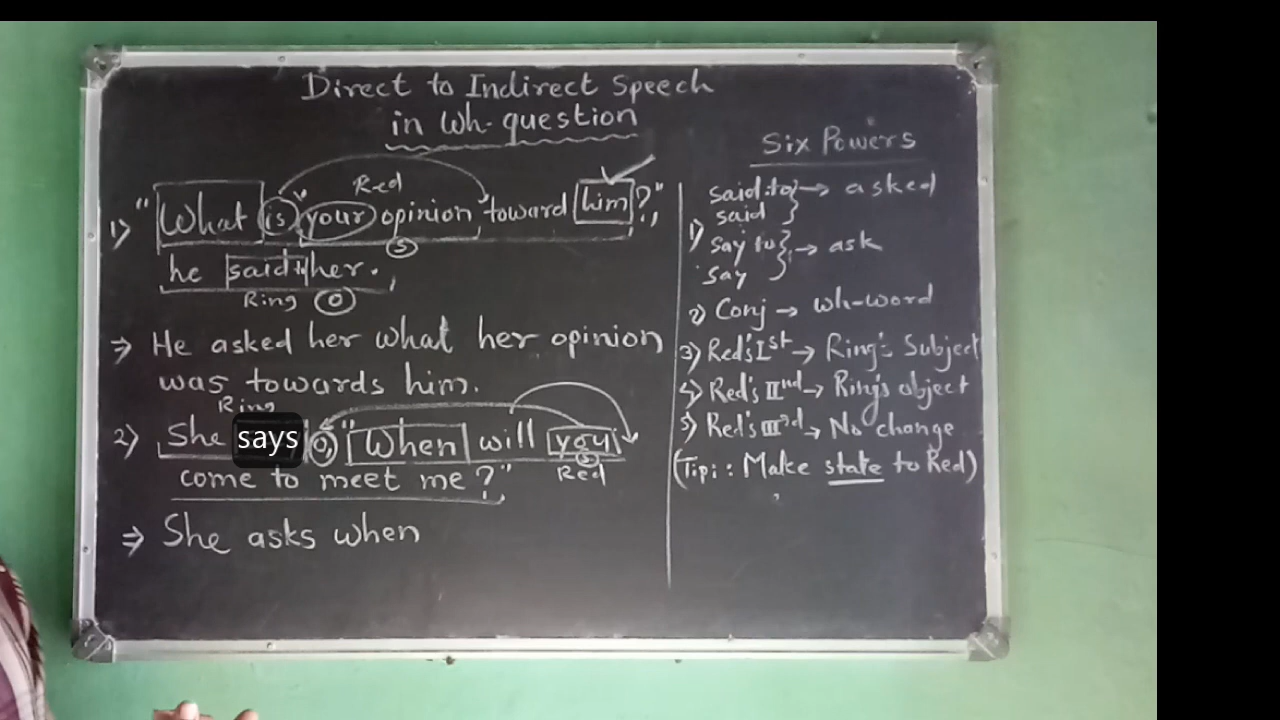 Direct to Indirect Speech
in Wh-question
Red
1) "What is your opinion toward him?",
S
he said to her.
Ring O
⇒ He asked her what her opinion
was towards him.
Ring
2) She says O, "When will you
S
come to meet me?"
Red
⇒ She asks when
Six Powers
1) said to } → asked
said
say to } → ask
say
2) Conj → wh-word
3) Red's Ist → Ring's Subject
4) Red's IInd → Ring's object
5) Red's IIIrd → No change
(Tip: Make state to Red)